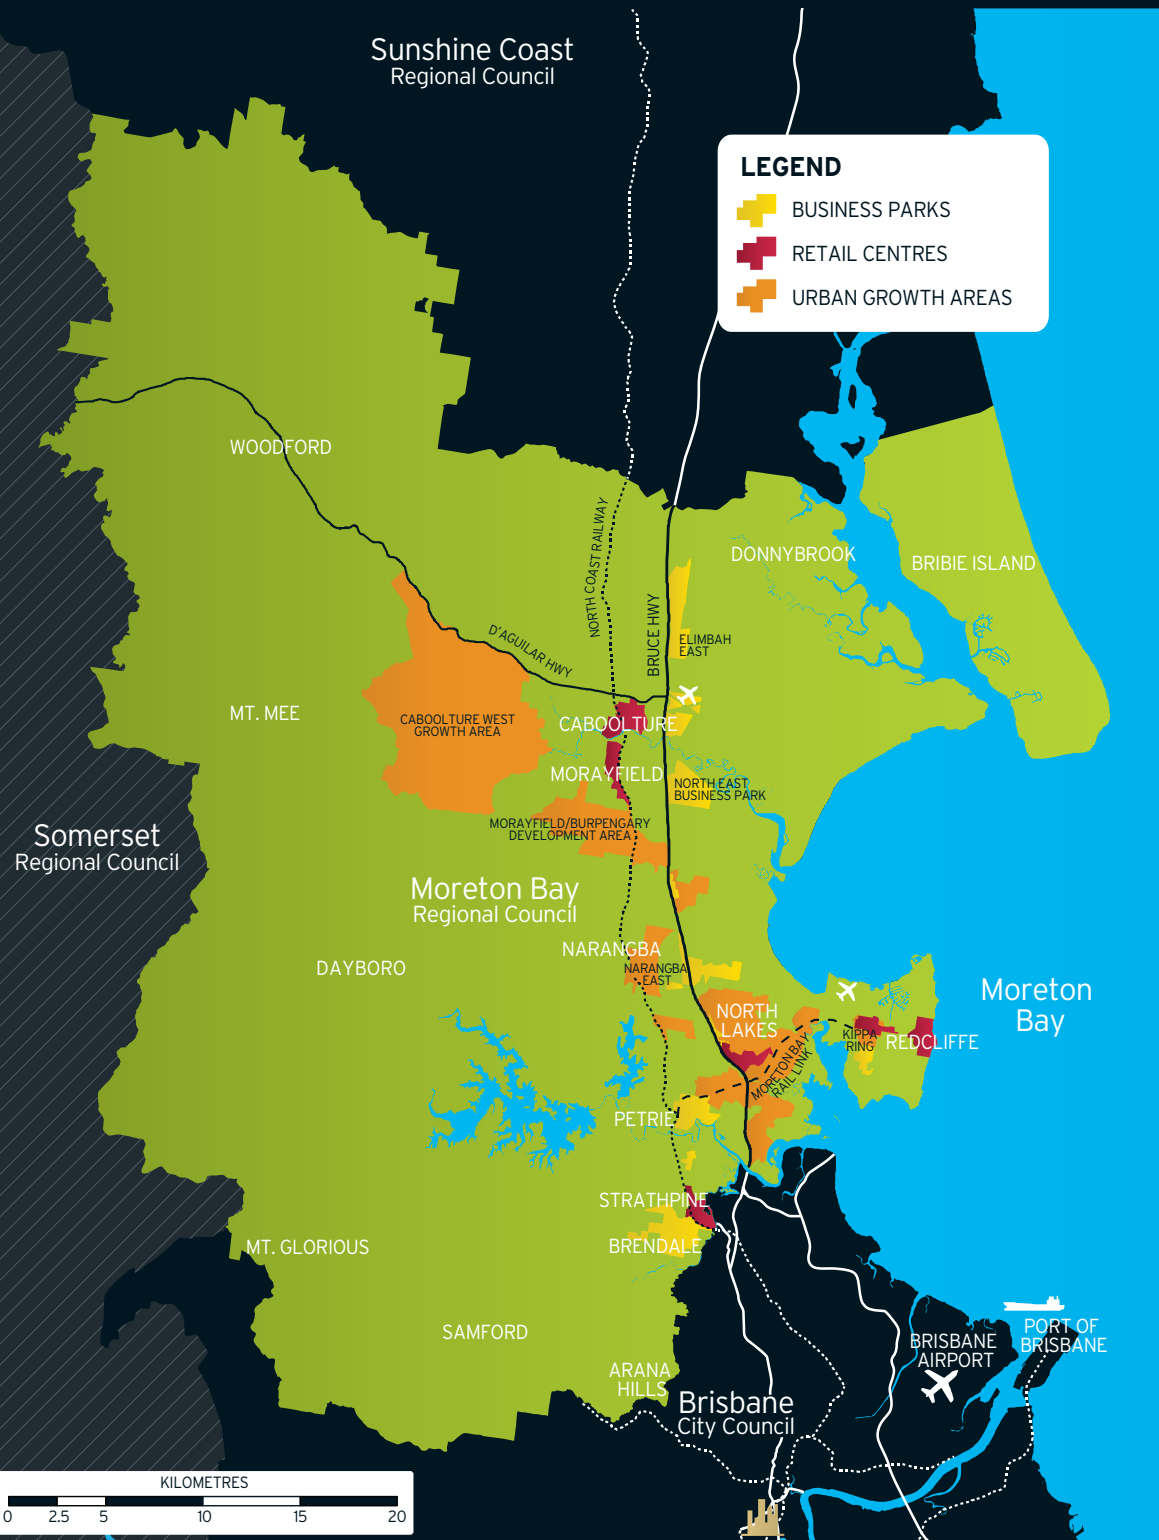 Sunshine Coast
Regional Council
LEGEND
BUSINESS PARKS
RETAIL CENTRES
URBAN GROWTH AREAS
WOODFORD
NORTH COAST RAILWAY
BRUCE HWY
DONNYBROOK
BRIBIE ISLAND
D'AGUILAR HWY
ELIMBAH
EAST
MT. MEE
CABOOLTURE WEST
GROWTH AREA
CABOOLTURE
MORAYFIELD
NORTH EAST
BUSINESS PARK
MORAYFIELD/BURPENGARY
DEVELOPMENT AREA
Somerset
Regional Council
Moreton Bay
Regional Council
NARANGBA
NARANGBA
EAST
DAYBORO
Moreton
Bay
NORTH
LAKES
KIPPA
RING
REDCLIFFE
MORETON BAY
RAIL LINK
PETRIE
STRATHPINE
BRENDALE
MT. GLORIOUS
SAMFORD
ARANA
HILLS
BRISBANE
AIRPORT
PORT OF
BRISBANE
Brisbane
City Council
KILOMETRES
0 2.5 5 10 15 20